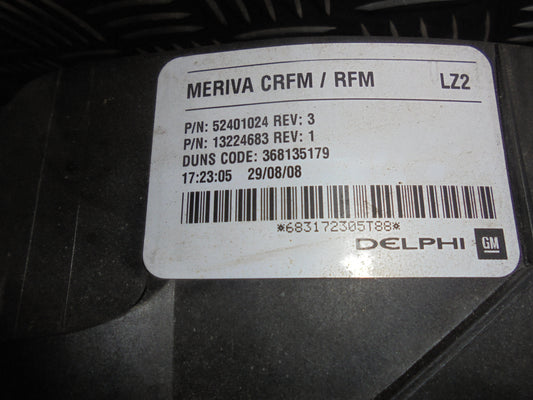 MERIVA CRFM / RFM LZ2
P/N: 52401024 REV: 3
P/N: 13224683 REV: 1
DUNS CODE: 368135179
17:23:05 29/08/08
*683172305T88*
DELPHI GM